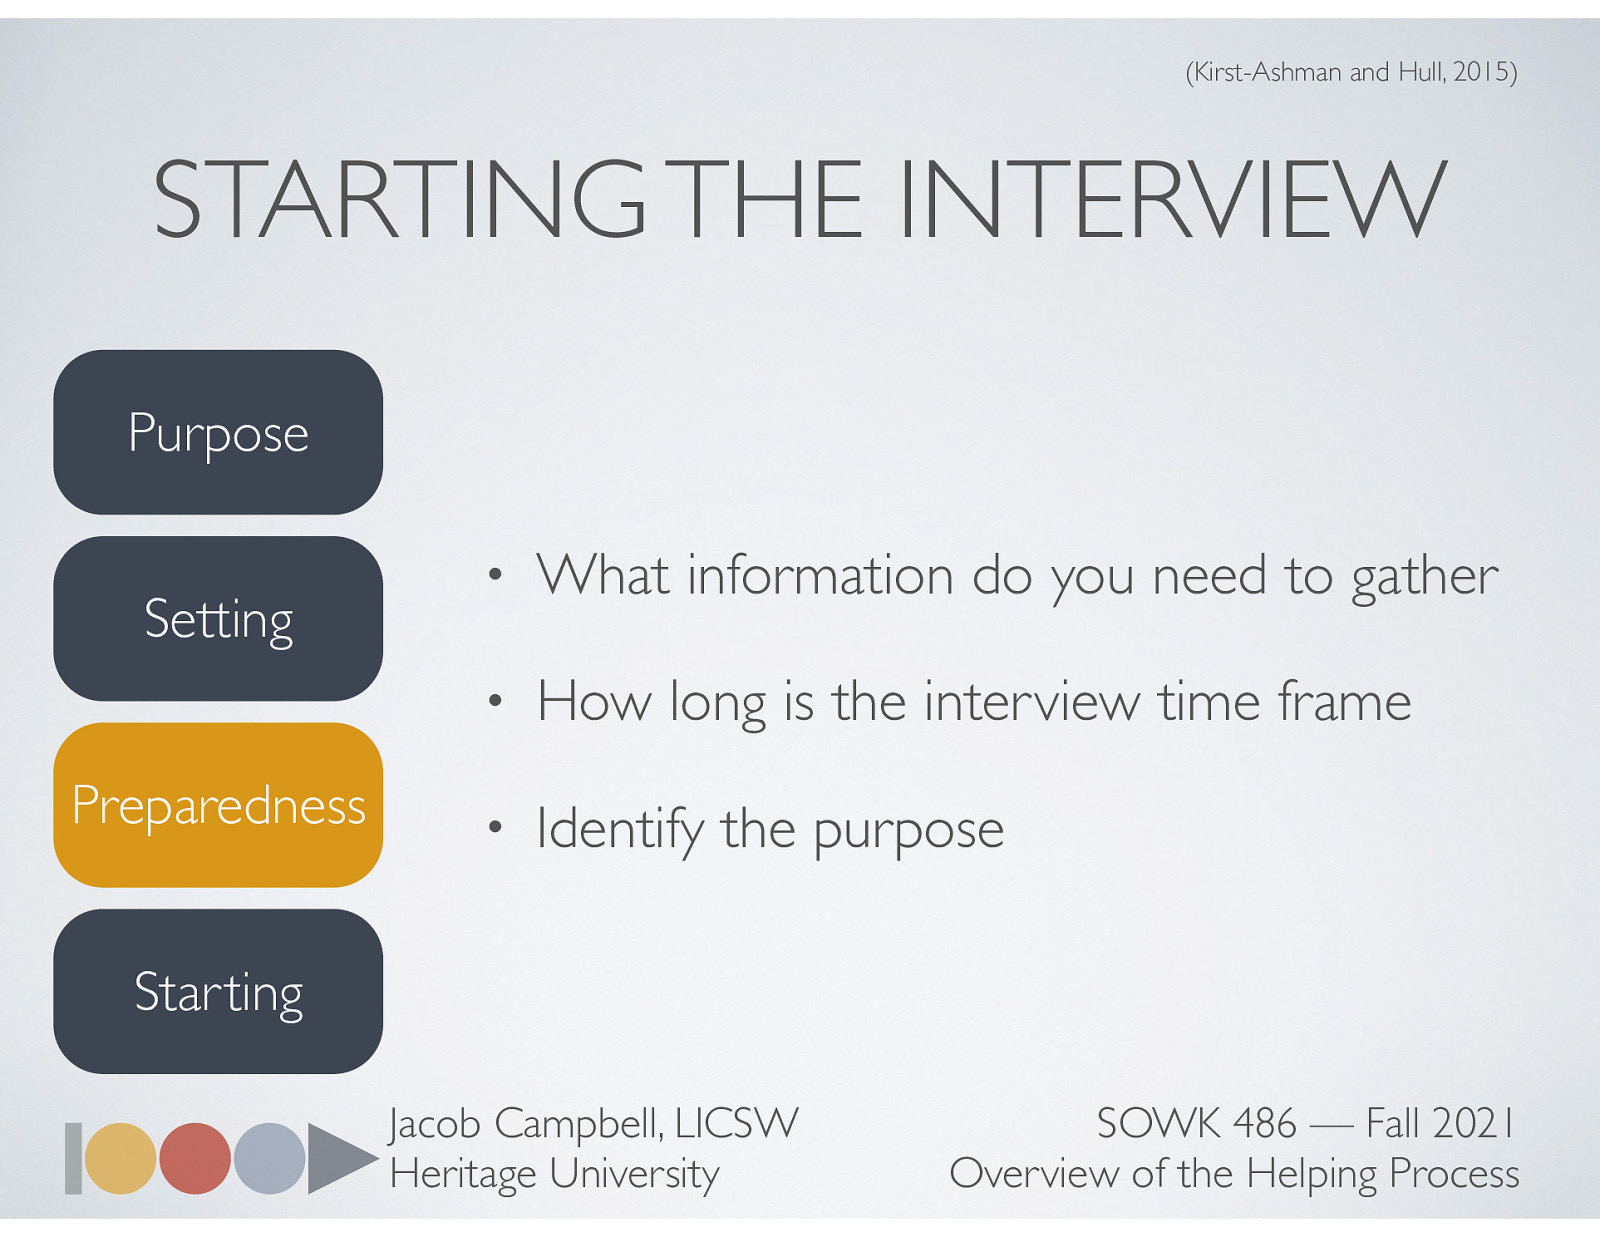 (Kirst-Ashman and Hull, 2015)
STARTING THE INTERVIEW
Purpose
Setting
Preparedness
Starting
• What information do you need to gather
• How long is the interview time frame
• Identify the purpose
Jacob Campbell, LICSW
Heritage University
SOWK 486 — Fall 2021
Overview of the Helping Process